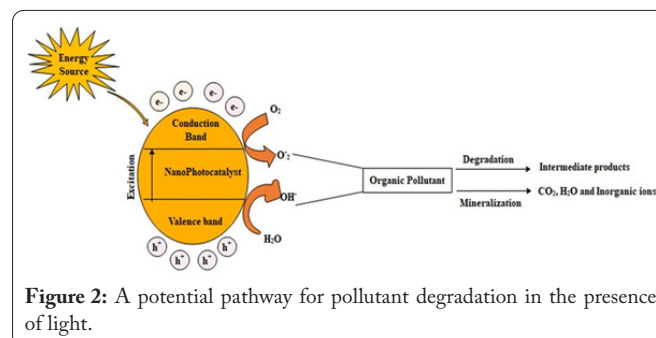 Energy
Source
e-
e-
e-
e-
Conduction
Band
O₂
O⁻₂
Excitation
NanoPhotocatalyst
OH⁻
Valence band
H₂O
h⁺
h⁺
h⁺
h⁺
Organic Pollutant
Degradation
Intermediate products
CO₂, H₂O and Inorganic ions
Mineralization
Figure 2: A potential pathway for pollutant degradation in the presence
of light.